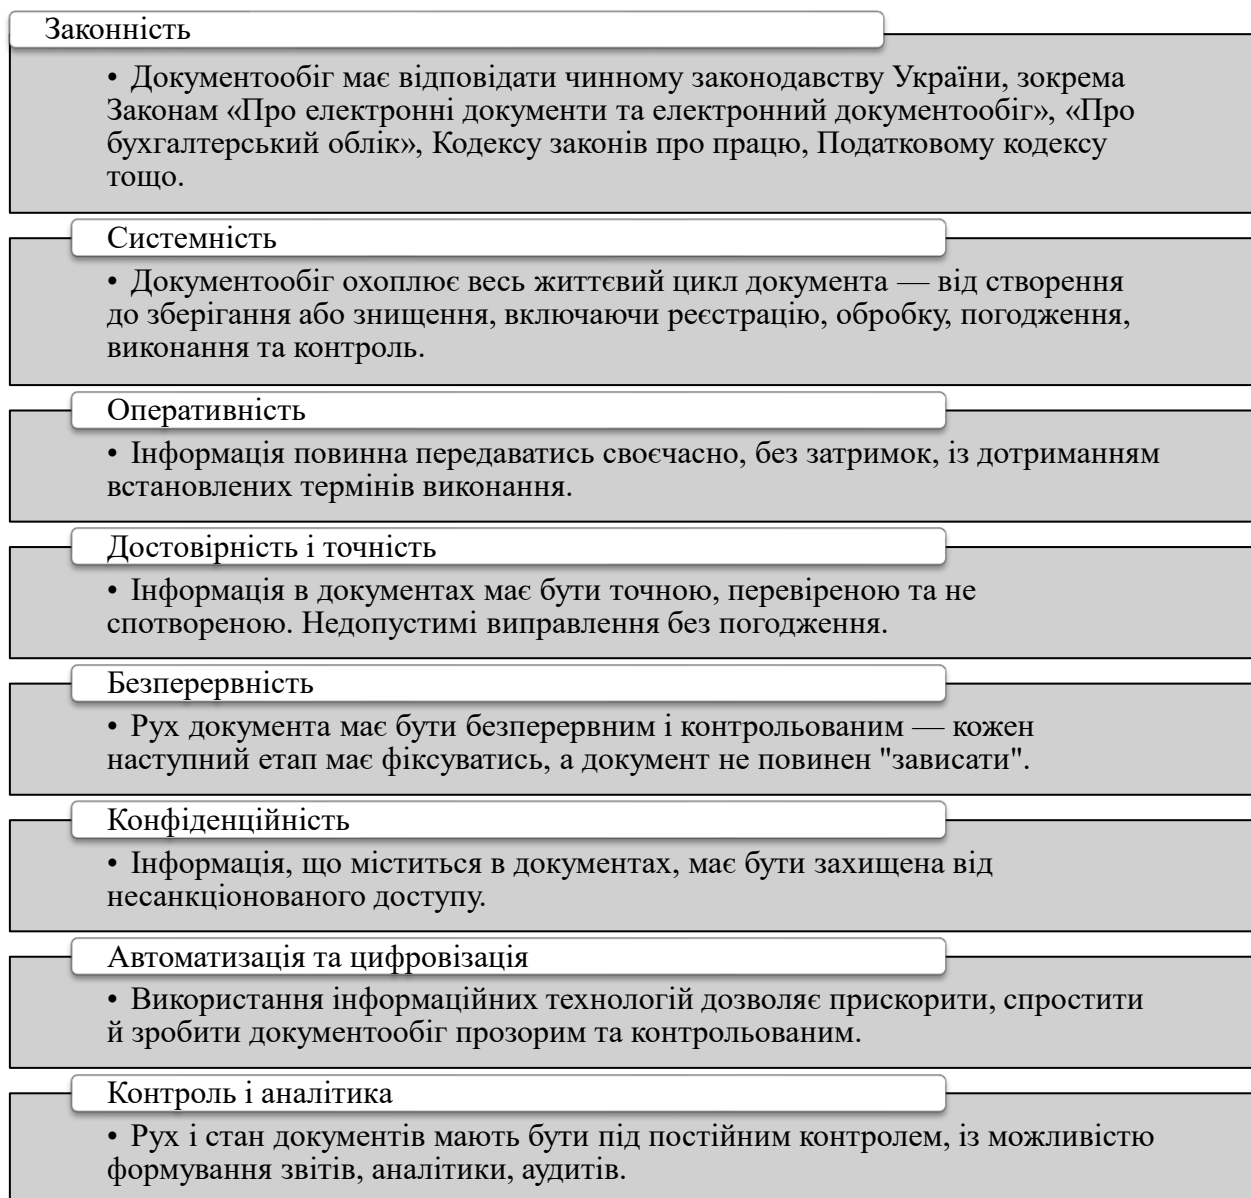 Законність
• Документообіг має відповідати чинному законодавству України, зокрема
Законам «Про електронні документи та електронний документообіг», «Про
бухгалтерський облік», Кодексу законів про працю, Податковому кодексу
тощо.
Системність
• Документообіг охоплює весь життєвий цикл документа — від створення
до зберігання або знищення, включаючи реєстрацію, обробку, погодження,
виконання та контроль.
Оперативність
• Інформація повинна передаватись своєчасно, без затримок, із дотриманням
встановлених термінів виконання.
Достовірність і точність
• Інформація в документах має бути точною, перевіреною та не
спотвореною. Недопустимі виправлення без погодження.
Безперервність
• Рух документа має бути безперервним і контрольованим — кожен
наступний етап має фіксуватись, а документ не повинен "зависати".
Конфіденційність
• Інформація, що міститься в документах, має бути захищена від
несанкціонованого доступу.
Автоматизація та цифровізація
• Використання інформаційних технологій дозволяє прискорити, спростити
й зробити документообіг прозорим та контрольованим.
Контроль і аналітика
• Рух і стан документів мають бути під постійним контролем, із можливістю
формування звітів, аналітики, аудитів.